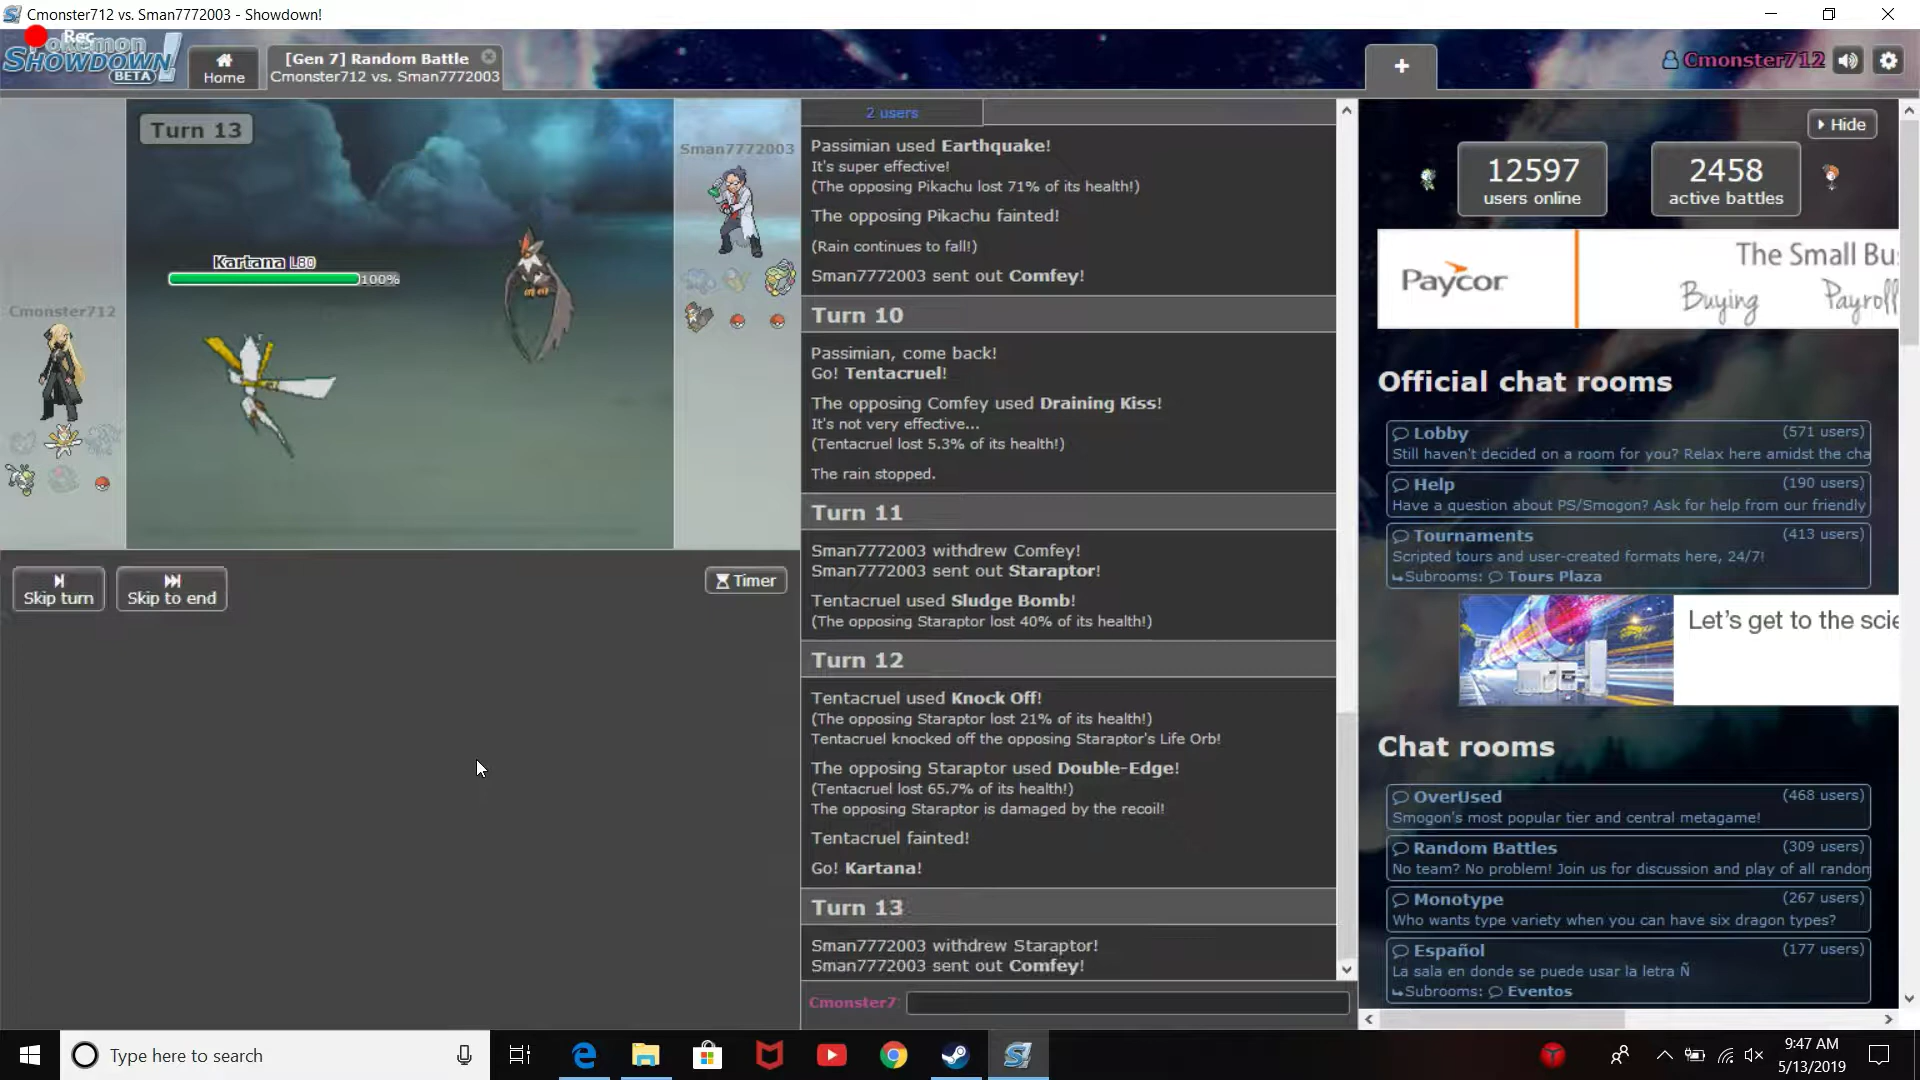 Cmonster712 vs. Sman7772003 - Showdown!
Rec
Pokémon
SHOWDOWN!
BETA
Home
[Gen 7] Random Battle
Cmonster712 vs. Sman7772003
+
Cmonster712
Turn 13
Sman7772003
Kartana L80
100%
Cmonster712
Skip turn
Skip to end
Timer
2 users
Passimian used Earthquake!
It's super effective!
(The opposing Pikachu lost 71% of its health!)
The opposing Pikachu fainted!
(Rain continues to fall!)
Sman7772003 sent out Comfey!
Turn 10
Passimian, come back!
Go! Tentacruel!
The opposing Comfey used Draining Kiss!
It's not very effective...
(Tentacruel lost 5.3% of its health!)
The rain stopped.
Turn 11
Sman7772003 withdrew Comfey!
Sman7772003 sent out Staraptor!
Tentacruel used Sludge Bomb!
(The opposing Staraptor lost 40% of its health!)
Turn 12
Tentacruel used Knock Off!
(The opposing Staraptor lost 21% of its health!)
Tentacruel knocked off the opposing Staraptor's Life Orb!
The opposing Staraptor used Double-Edge!
(Tentacruel lost 65.7% of its health!)
The opposing Staraptor is damaged by the recoil!
Tentacruel fainted!
Go! Kartana!
Turn 13
Sman7772003 withdrew Staraptor!
Sman7772003 sent out Comfey!
Cmonster7
Hide
12597
users online
2458
active battles
Paycor
The Small Bu
Buying
Payroll
Official chat rooms
Lobby (571 users)
Still haven't decided on a room for you? Relax here amidst the cha
Help (190 users)
Have a question about PS/Smogon? Ask for help from our friendly
Tournaments (413 users)
Scripted tours and user-created formats here, 24/7!
Subrooms: Tours Plaza
Let's get to the scie
Chat rooms
OverUsed (468 users)
Smogon's most popular tier and central metagame!
Random Battles (309 users)
No team? No problem! Join us for discussion and play of all random
Monotype (267 users)
Who wants type variety when you can have six dragon types?
Español (177 users)
La sala en donde se puede usar la letra Ñ
Subrooms: Eventos
Type here to search
9:47 AM
5/13/2019